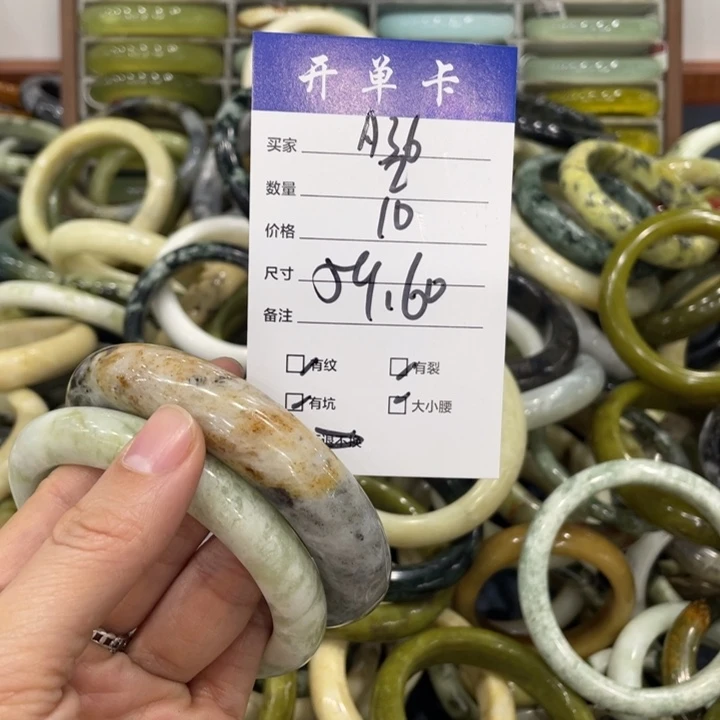 开单卡
买家 A36
数量 2
价格 10
尺寸 59.60
备注
有纹 有裂
有坑 大小腰